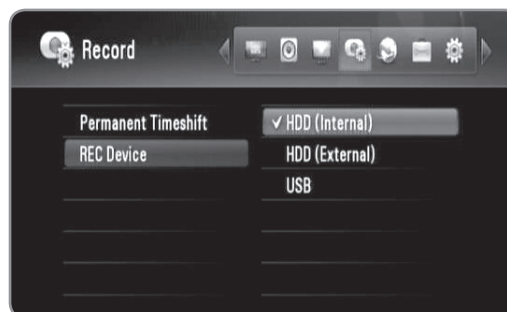 Record
Permanent Timeshift
REC Device
✓ HDD (Internal)
HDD (External)
USB